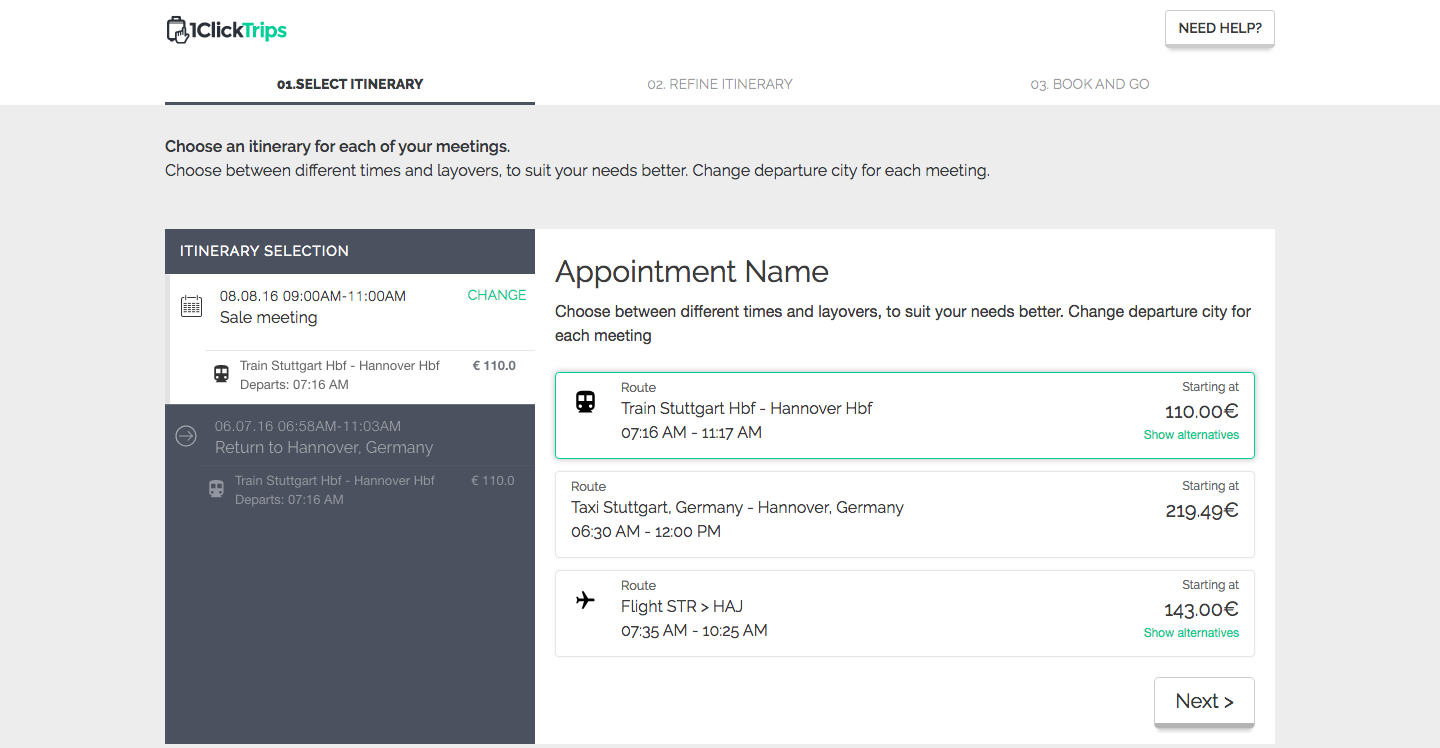 1ClickTrips
NEED HELP?
01.SELECT ITINERARY
02. REFINE ITINERARY
03. BOOK AND GO
Choose an itinerary for each of your meetings.
Choose between different times and layovers, to suit your needs better. Change departure city for each meeting.
ITINERARY SELECTION
08.08.16 09:00AM-11:00AM
CHANGE
Sale meeting
Train Stuttgart Hbf - Hannover Hbf
€ 110.0
Departs: 07:16 AM
06.07.16 06:58AM-11:03AM
Return to Hannover, Germany
Train Stuttgart Hbf - Hannover Hbf
€ 110.0
Departs: 07:16 AM
Appointment Name
Choose between different times and layovers, to suit your needs better. Change departure city for
each meeting
Route
Starting at
Train Stuttgart Hbf - Hannover Hbf
110.00€
07:16 AM - 11:17 AM
Show alternatives
Route
Starting at
Taxi Stuttgart, Germany - Hannover, Germany
219.49€
06:30 AM - 12:00 PM
Route
Starting at
Flight STR > HAJ
143.00€
07:35 AM - 10:25 AM
Show alternatives
Next >